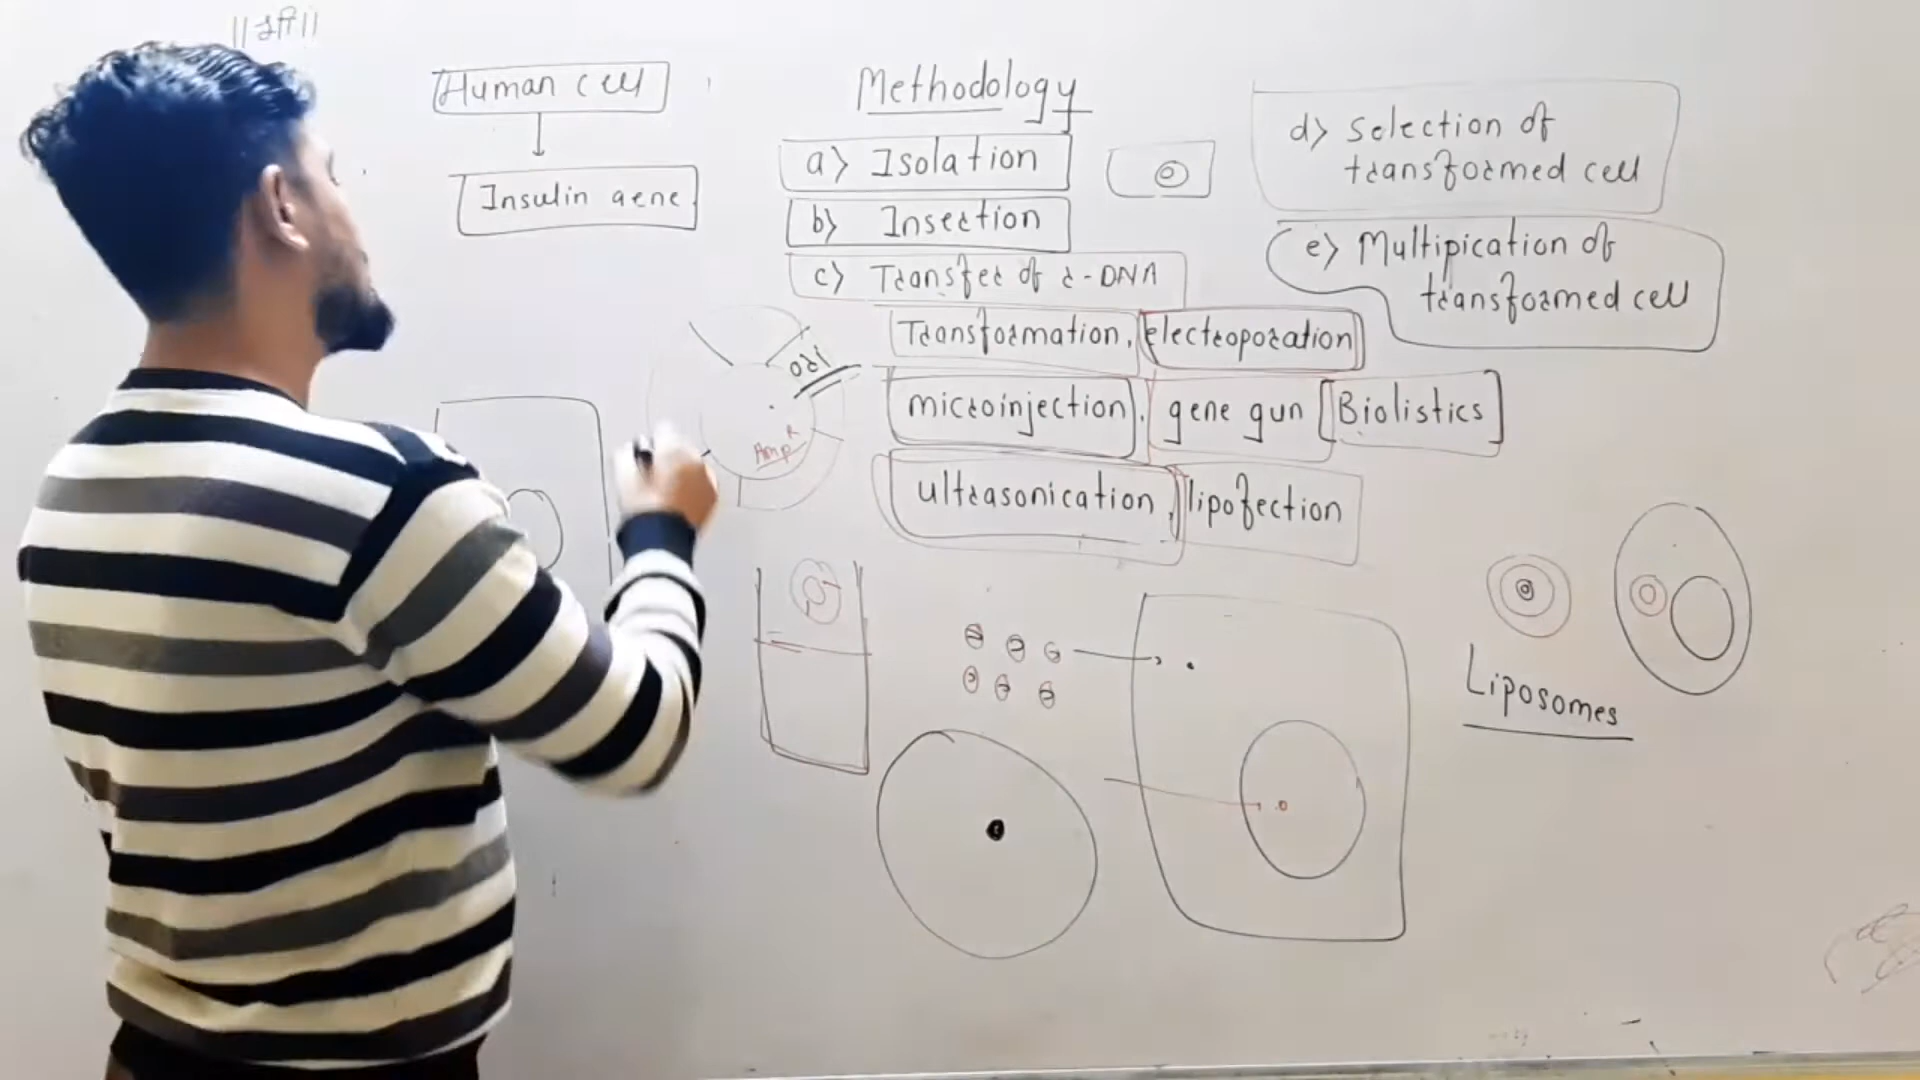 || श्री ||
Human cell
Insulin gene
Methodology
a) Isolation
b) Insertion
c) Transfer of r-DNA
Transformation, electroporation
microinjection, gene gun [Biolistics]
ultrasonication, lipofection
d) Selection of
transformed cell
e) Multipication of
transformed cell
ori
Amp R
Liposomes